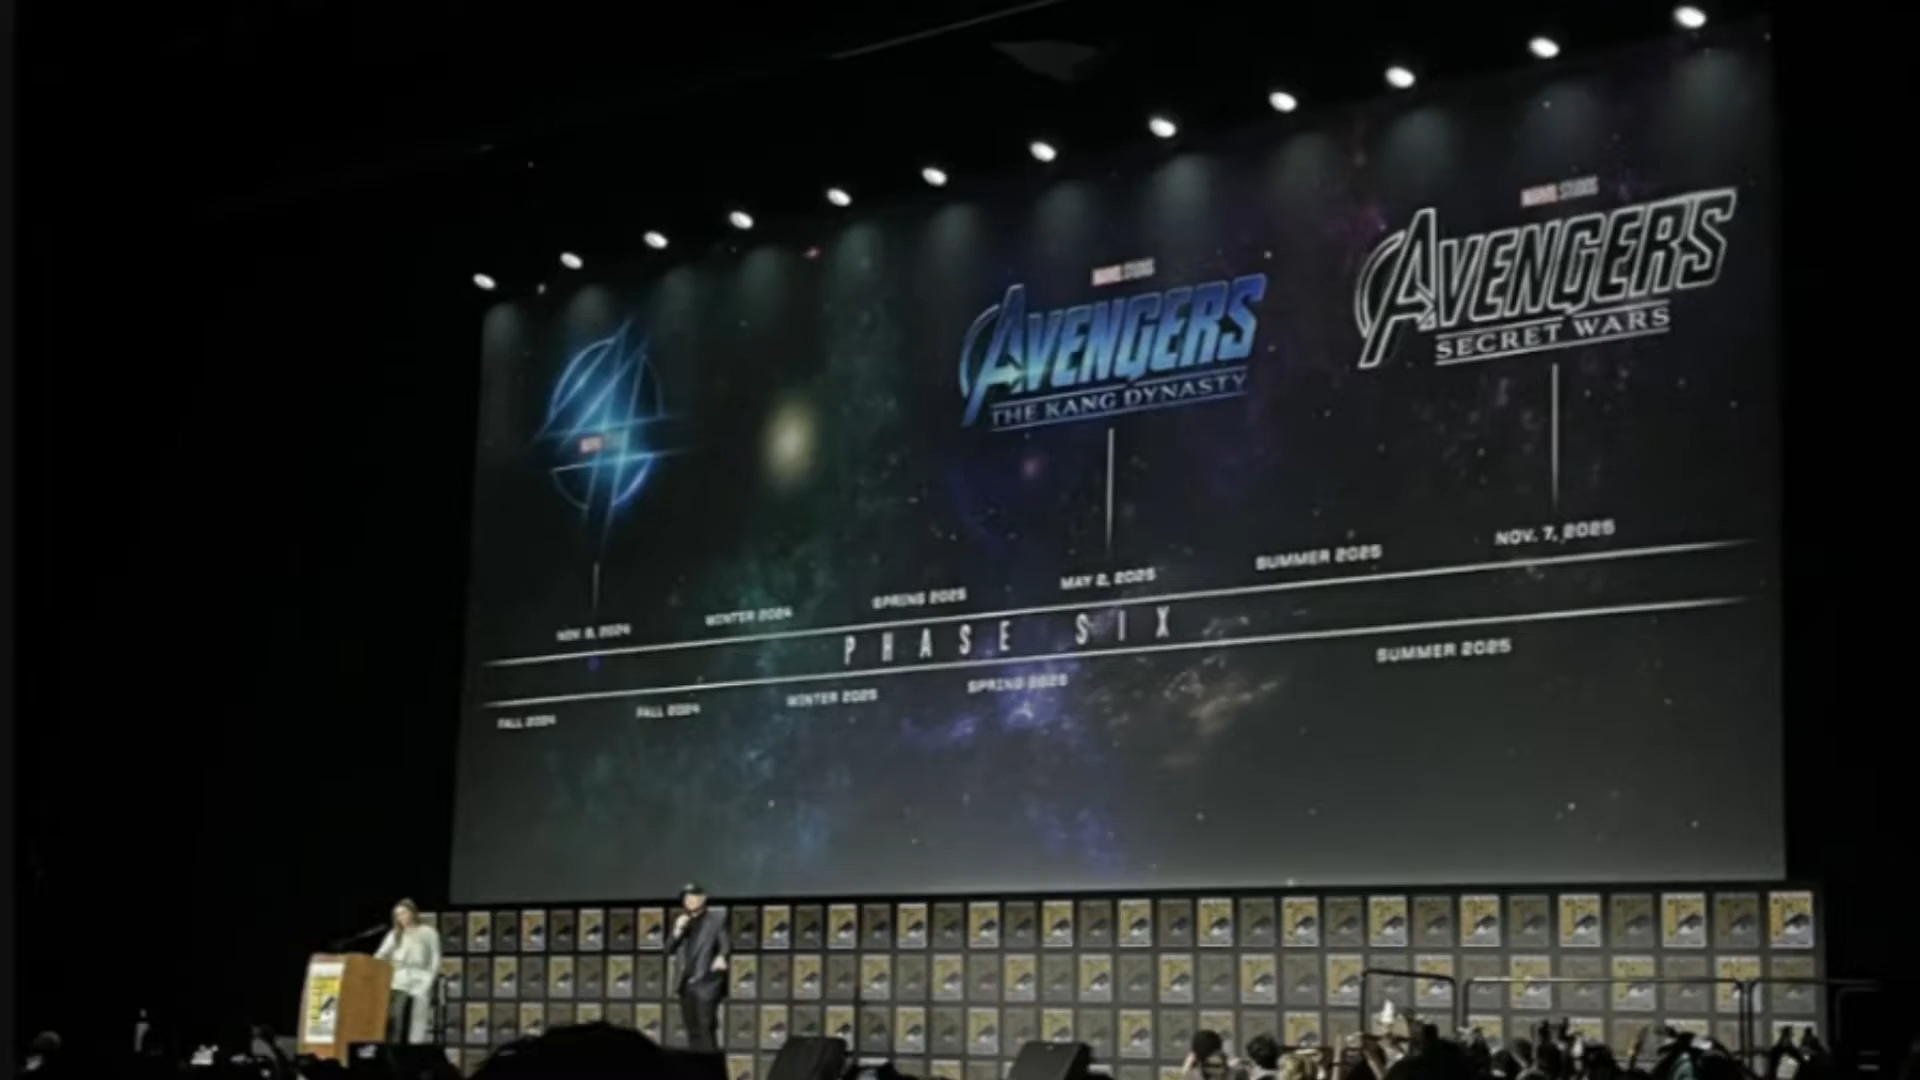 MARVEL STUDIOS
AVENGERS
SECRET WARS
MARVEL STUDIOS
AVENGERS
THE KANG DYNASTY
4
NOV. 8, 2024
WINTER 2024
SPRING 2025
MAY 2, 2025
SUMMER 2025
NOV. 7, 2025
PHASE SIX
FALL 2024
FALL 2024
WINTER 2025
SPRING 2025
SUMMER 2025